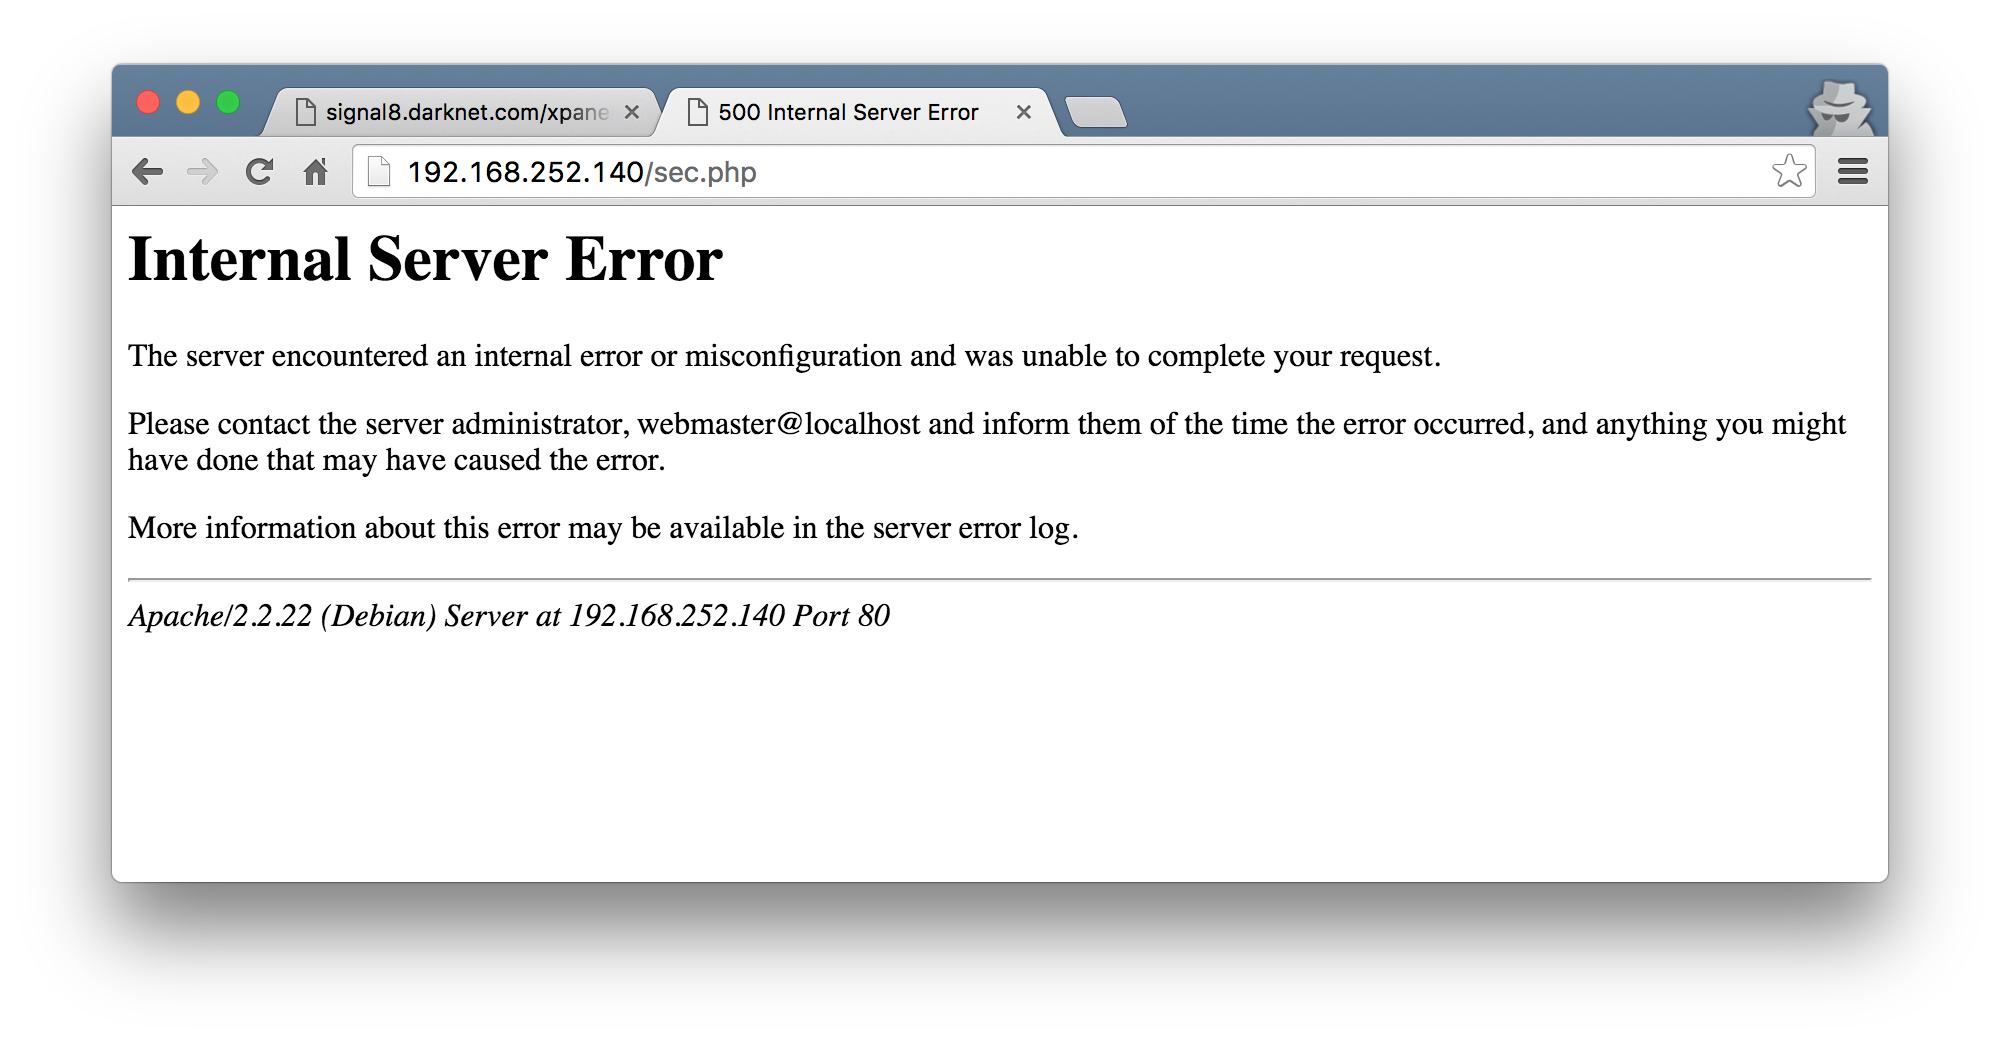 signal8.darknet.com/xpane
500 Internal Server Error
192.168.252.140/sec.php
Internal Server Error
The server encountered an internal error or misconfiguration and was unable to complete your request.
Please contact the server administrator, webmaster@localhost and inform them of the time the error occurred, and anything you might
have done that may have caused the error.
More information about this error may be available in the server error log.
Apache/2.2.22 (Debian) Server at 192.168.252.140 Port 80